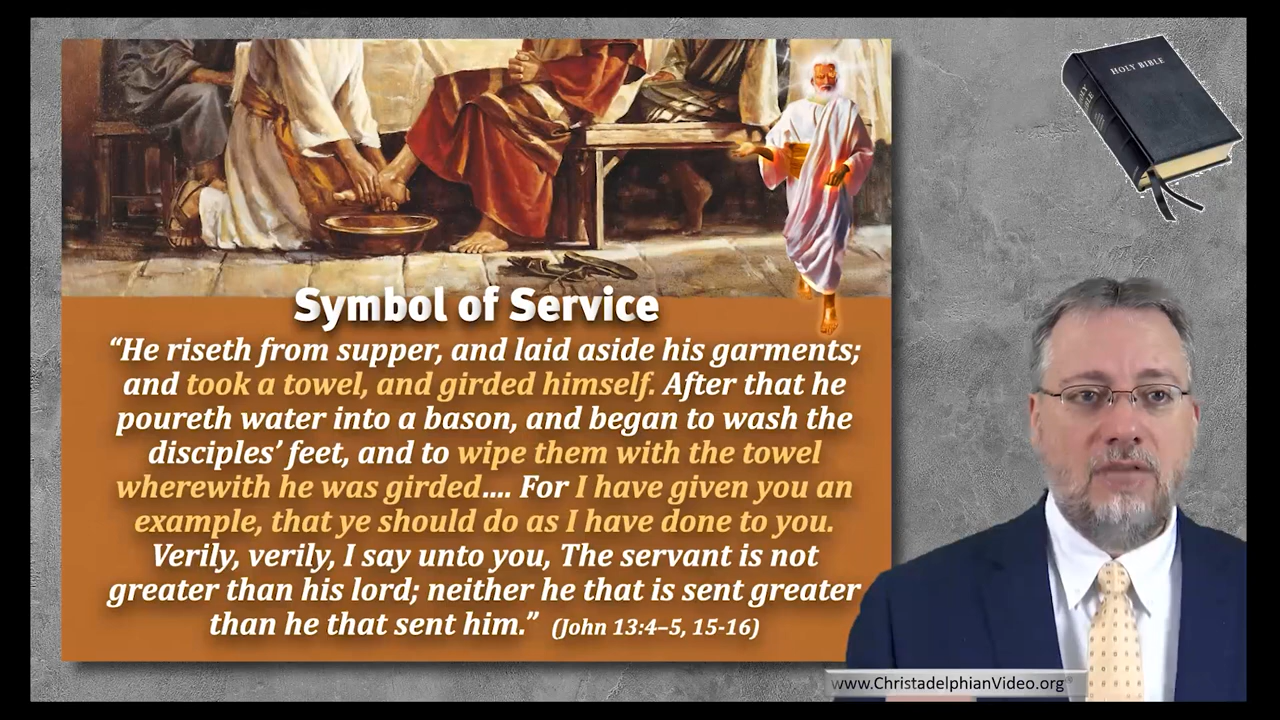 HOLY BIBLE
Symbol of Service
“He riseth from supper, and laid aside his garments;
and took a towel, and girded himself. After that he
poureth water into a bason, and began to wash the
disciples’ feet, and to wipe them with the towel
wherewith he was girded.... For I have given you an
example, that ye should do as I have done to you.
Verily, verily, I say unto you, The servant is not
greater than his lord; neither he that is sent greater
than he that sent him.” (John 13:4–5, 15-16)
www.ChristadelphianVideo.org